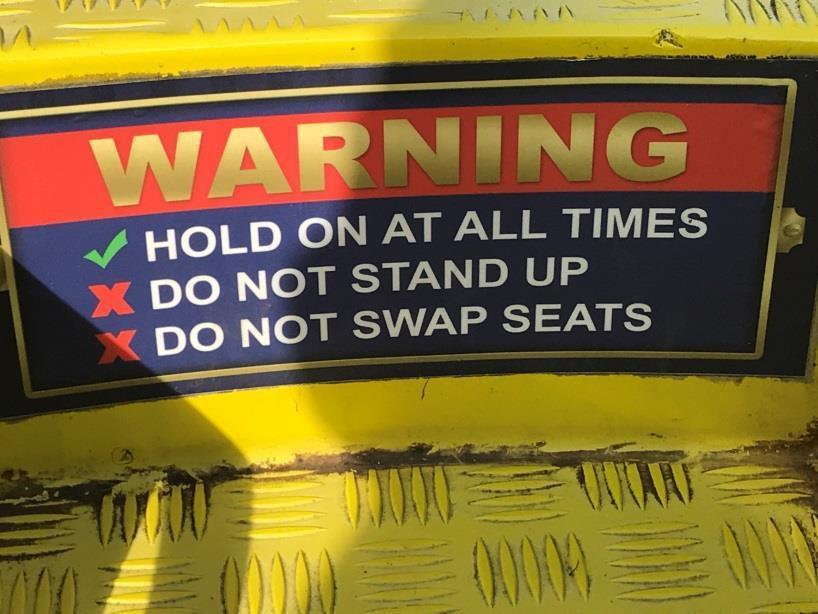 WARNING
HOLD ON AT ALL TIMES
DO NOT STAND UP
DO NOT SWAP SEATS